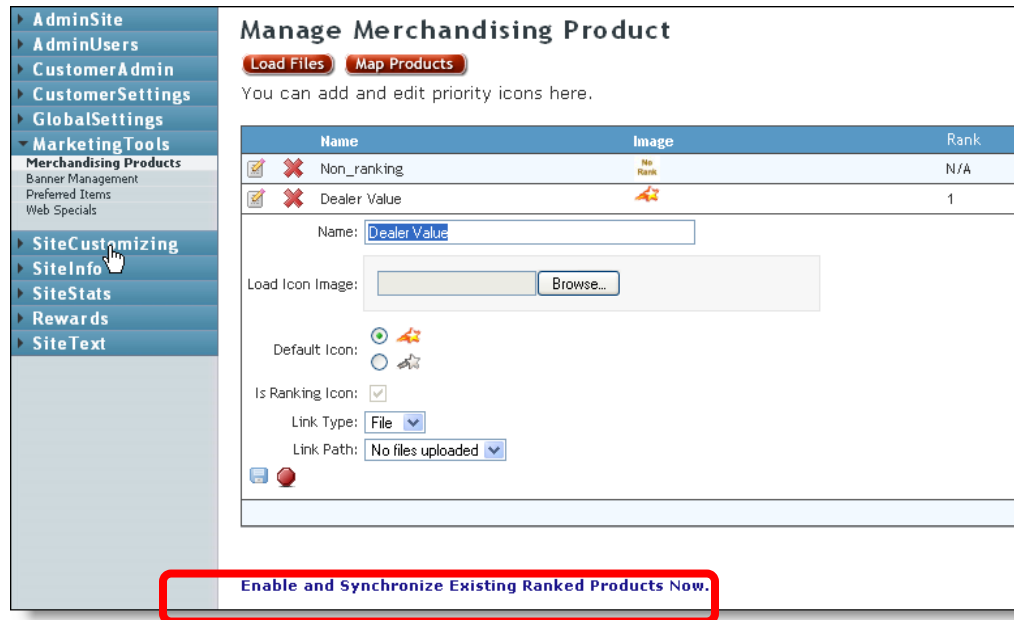 AdminSite
AdminUsers
CustomerAdmin
CustomerSettings
GlobalSettings
MarketingTools
Merchandising Products
Banner Management
Preferred Items
Web Specials
SiteCustomizing
SiteInfo
SiteStats
Rewards
SiteText
Manage Merchandising Product
Load Files Map Products
You can add and edit priority icons here.
Name Image Rank
Non_ranking No Rank N/A
Dealer Value 1
Name: Dealer Value
Load Icon Image: Browse...
Default Icon:
Is Ranking Icon:
Link Type: File
Link Path: No files uploaded
Enable and Synchronize Existing Ranked Products Now.